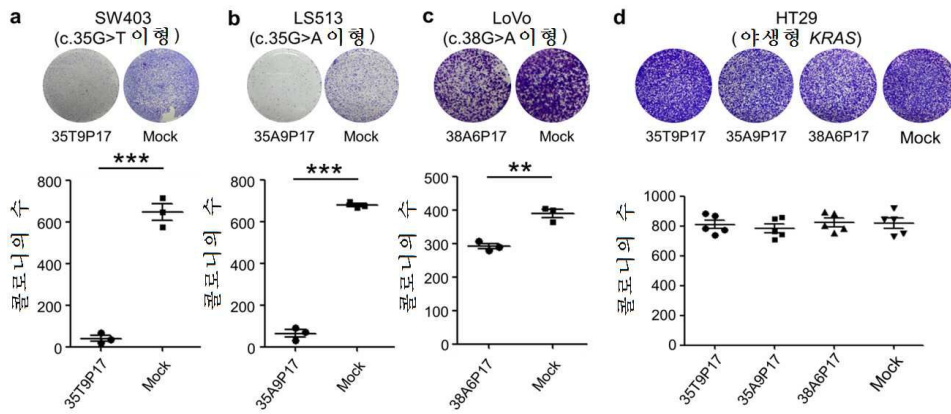 a
SW403
(c.35G>T 이형)
35T9P17 Mock
***
콜로니의 수
800
600
400
200
0
35T9P17
Mock
b
LS513
(c.35G>A 이형)
35A9P17 Mock
***
콜로니의 수
800
600
400
200
0
35A9P17
Mock
c
LoVo
(c.38G>A 이형)
38A6P17 Mock
**
콜로니의 수
500
400
300
200
100
0
38A6P17
Mock
d
HT29
(야생형 KRAS)
35T9P17 35A9P17 38A6P17 Mock
콜로니의 수
1000
800
600
400
200
0
35T9P17
35A9P17
38A6P17
Mock